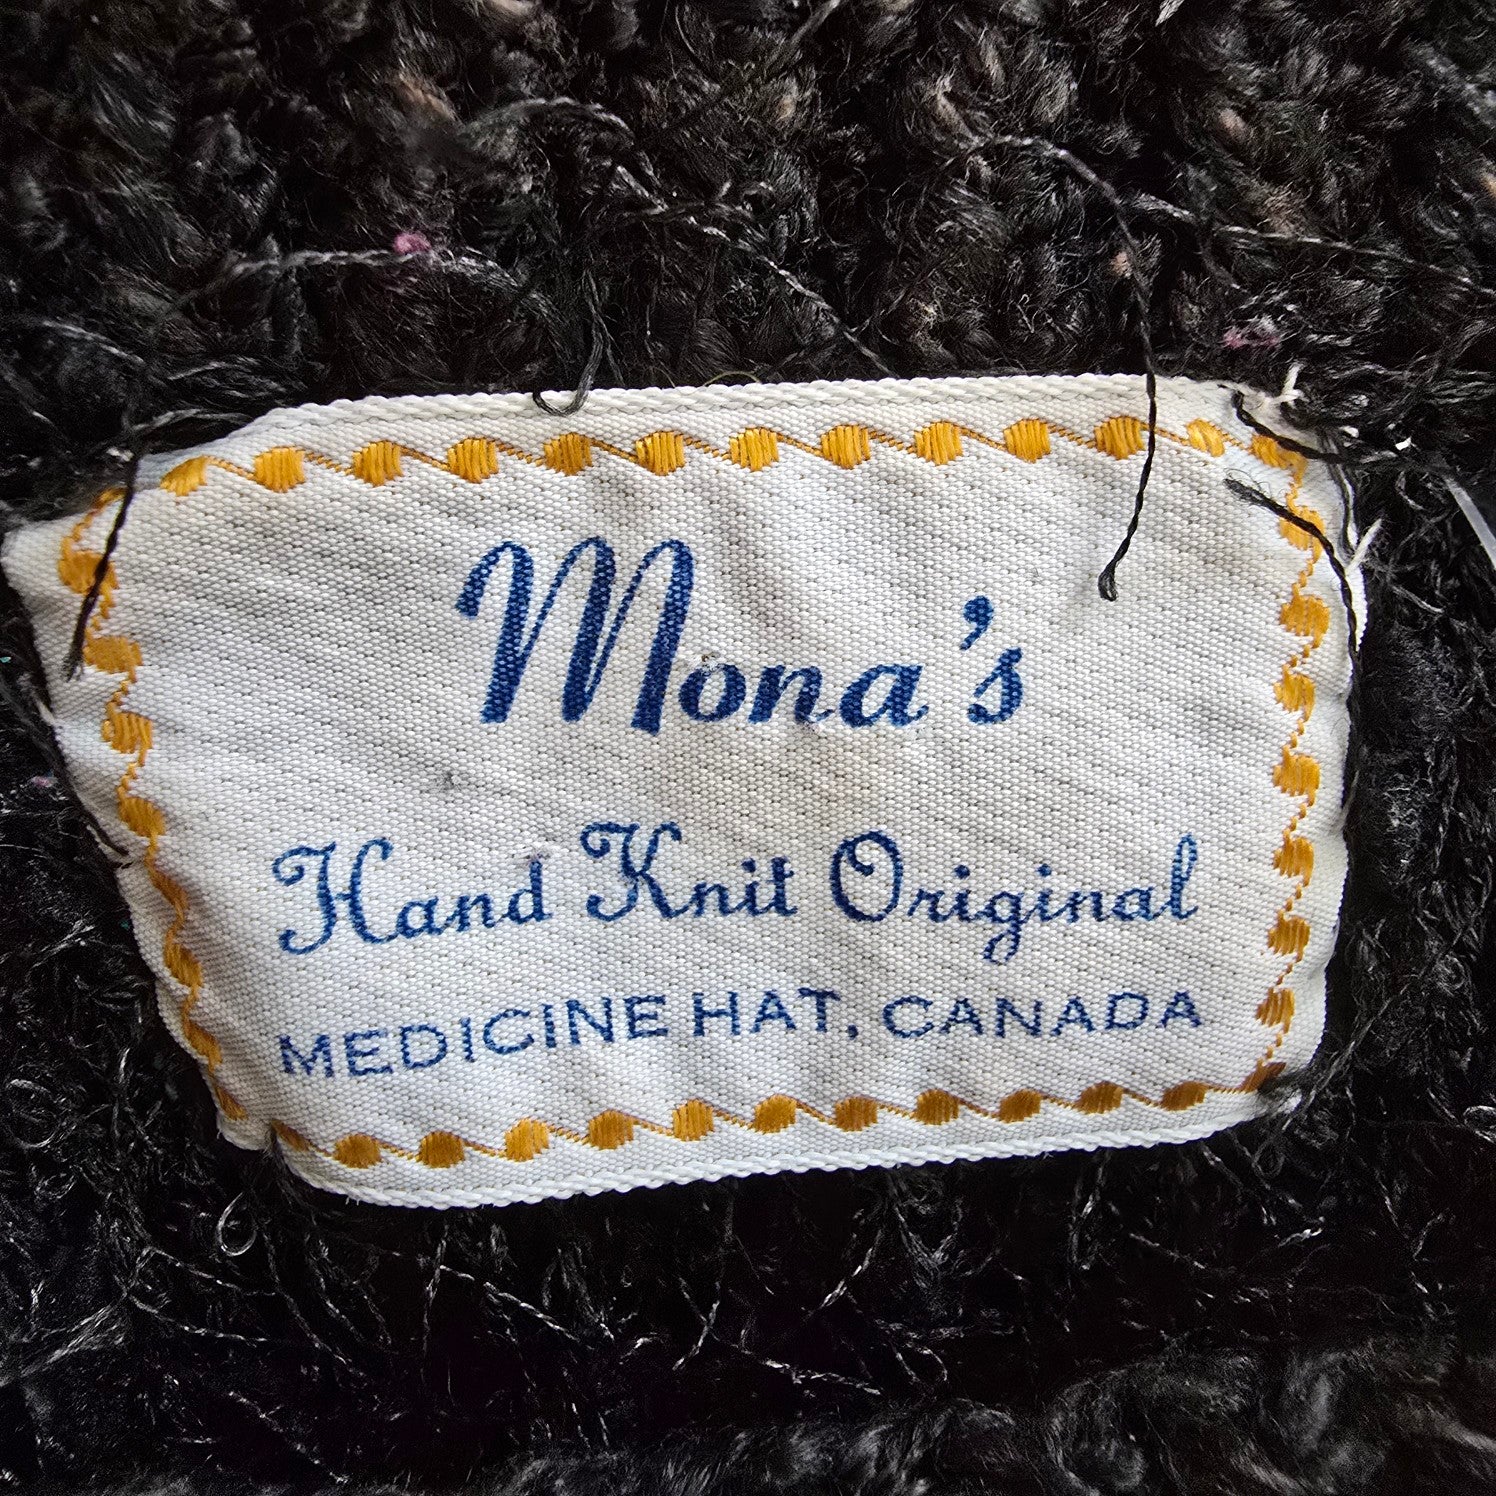 Mona's
Hand Knit Original
MEDICINE HAT, CANADA